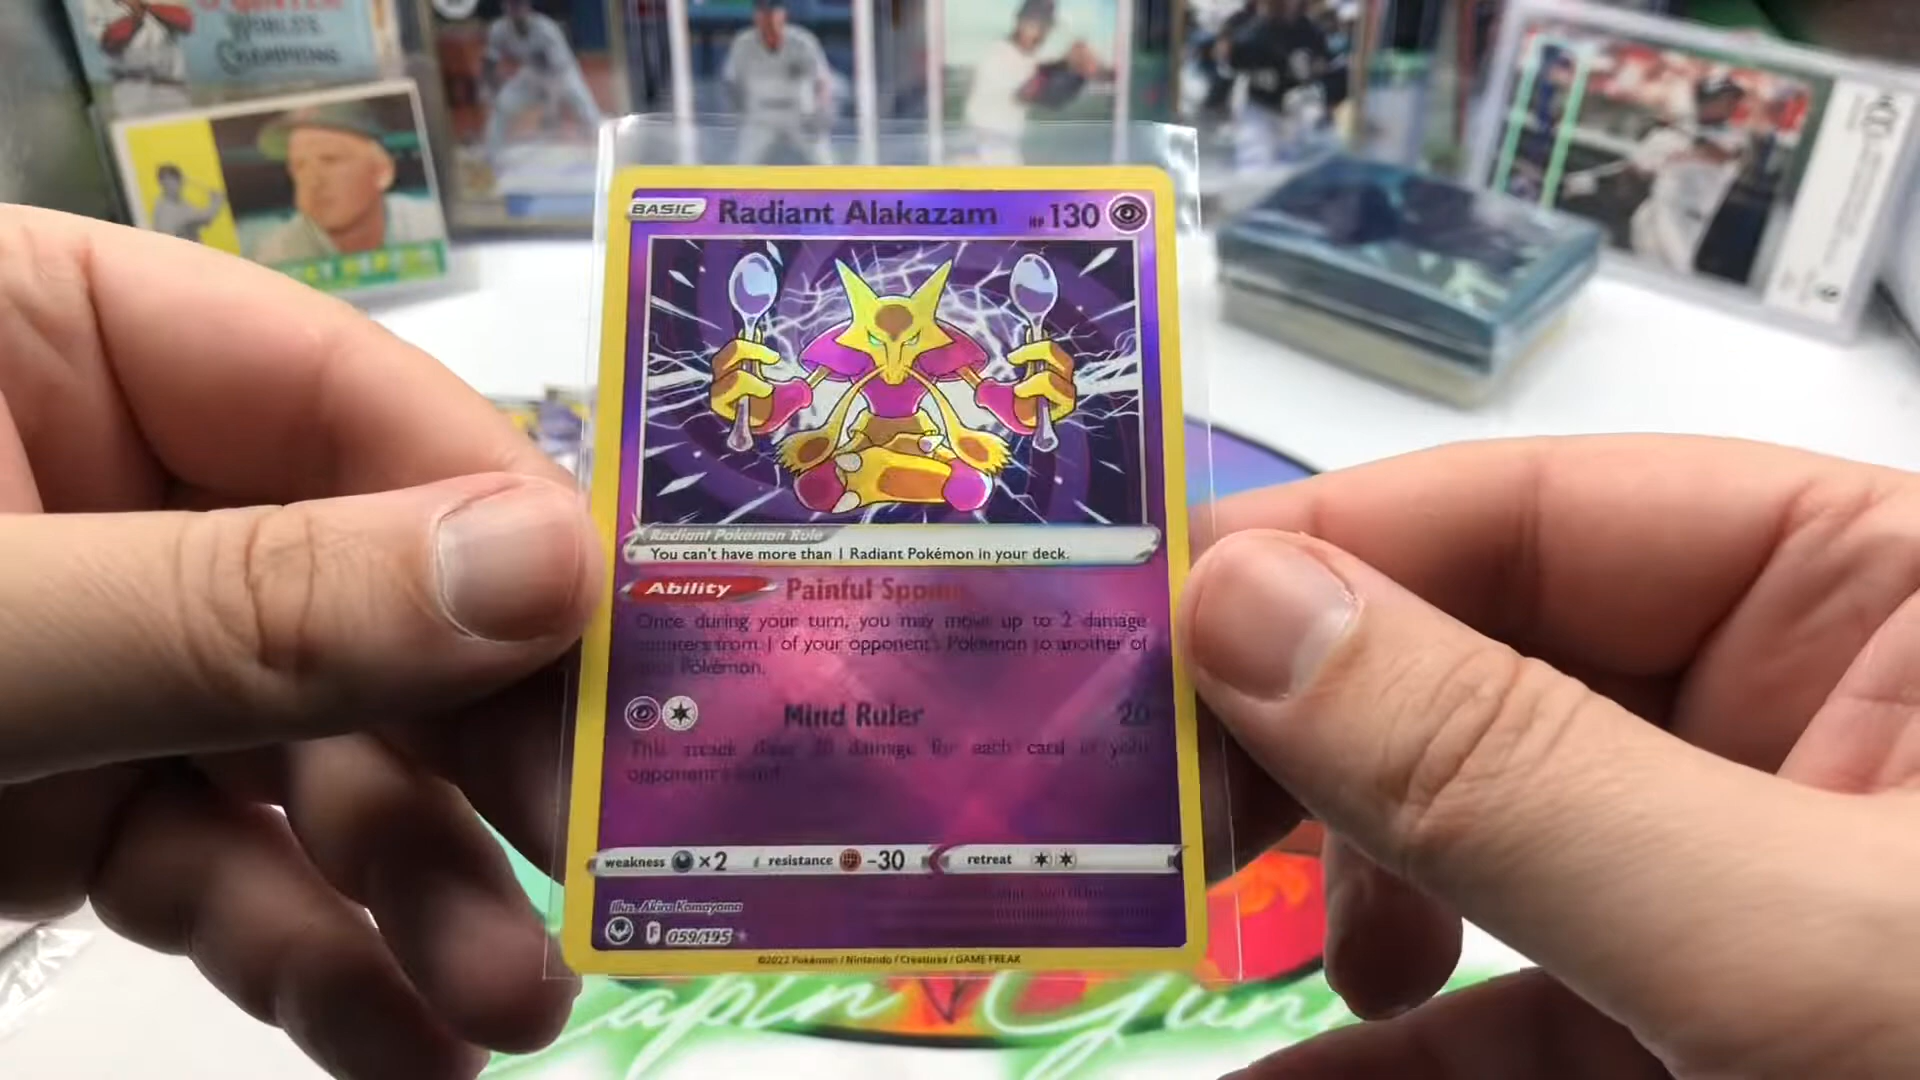 WORLD'S
CHAMPIONS
BASIC Radiant Alakazam HP 130
Radiant Pokémon Rule
You can't have more than 1 Radiant Pokémon in your deck.
Ability Painful Spoons
Once during your turn, you may move up to 2 damage
counters from 1 of your opponent's Pokémon to another of
their Pokémon.
Mind Ruler 20
This attack does 20 damage for each card in your
opponent's hand.
weakness ×2 resistance -30 retreat
Illus. Akira Komayama
F 059/195
©2022 Pokémon / Nintendo / Creatures / GAME FREAK